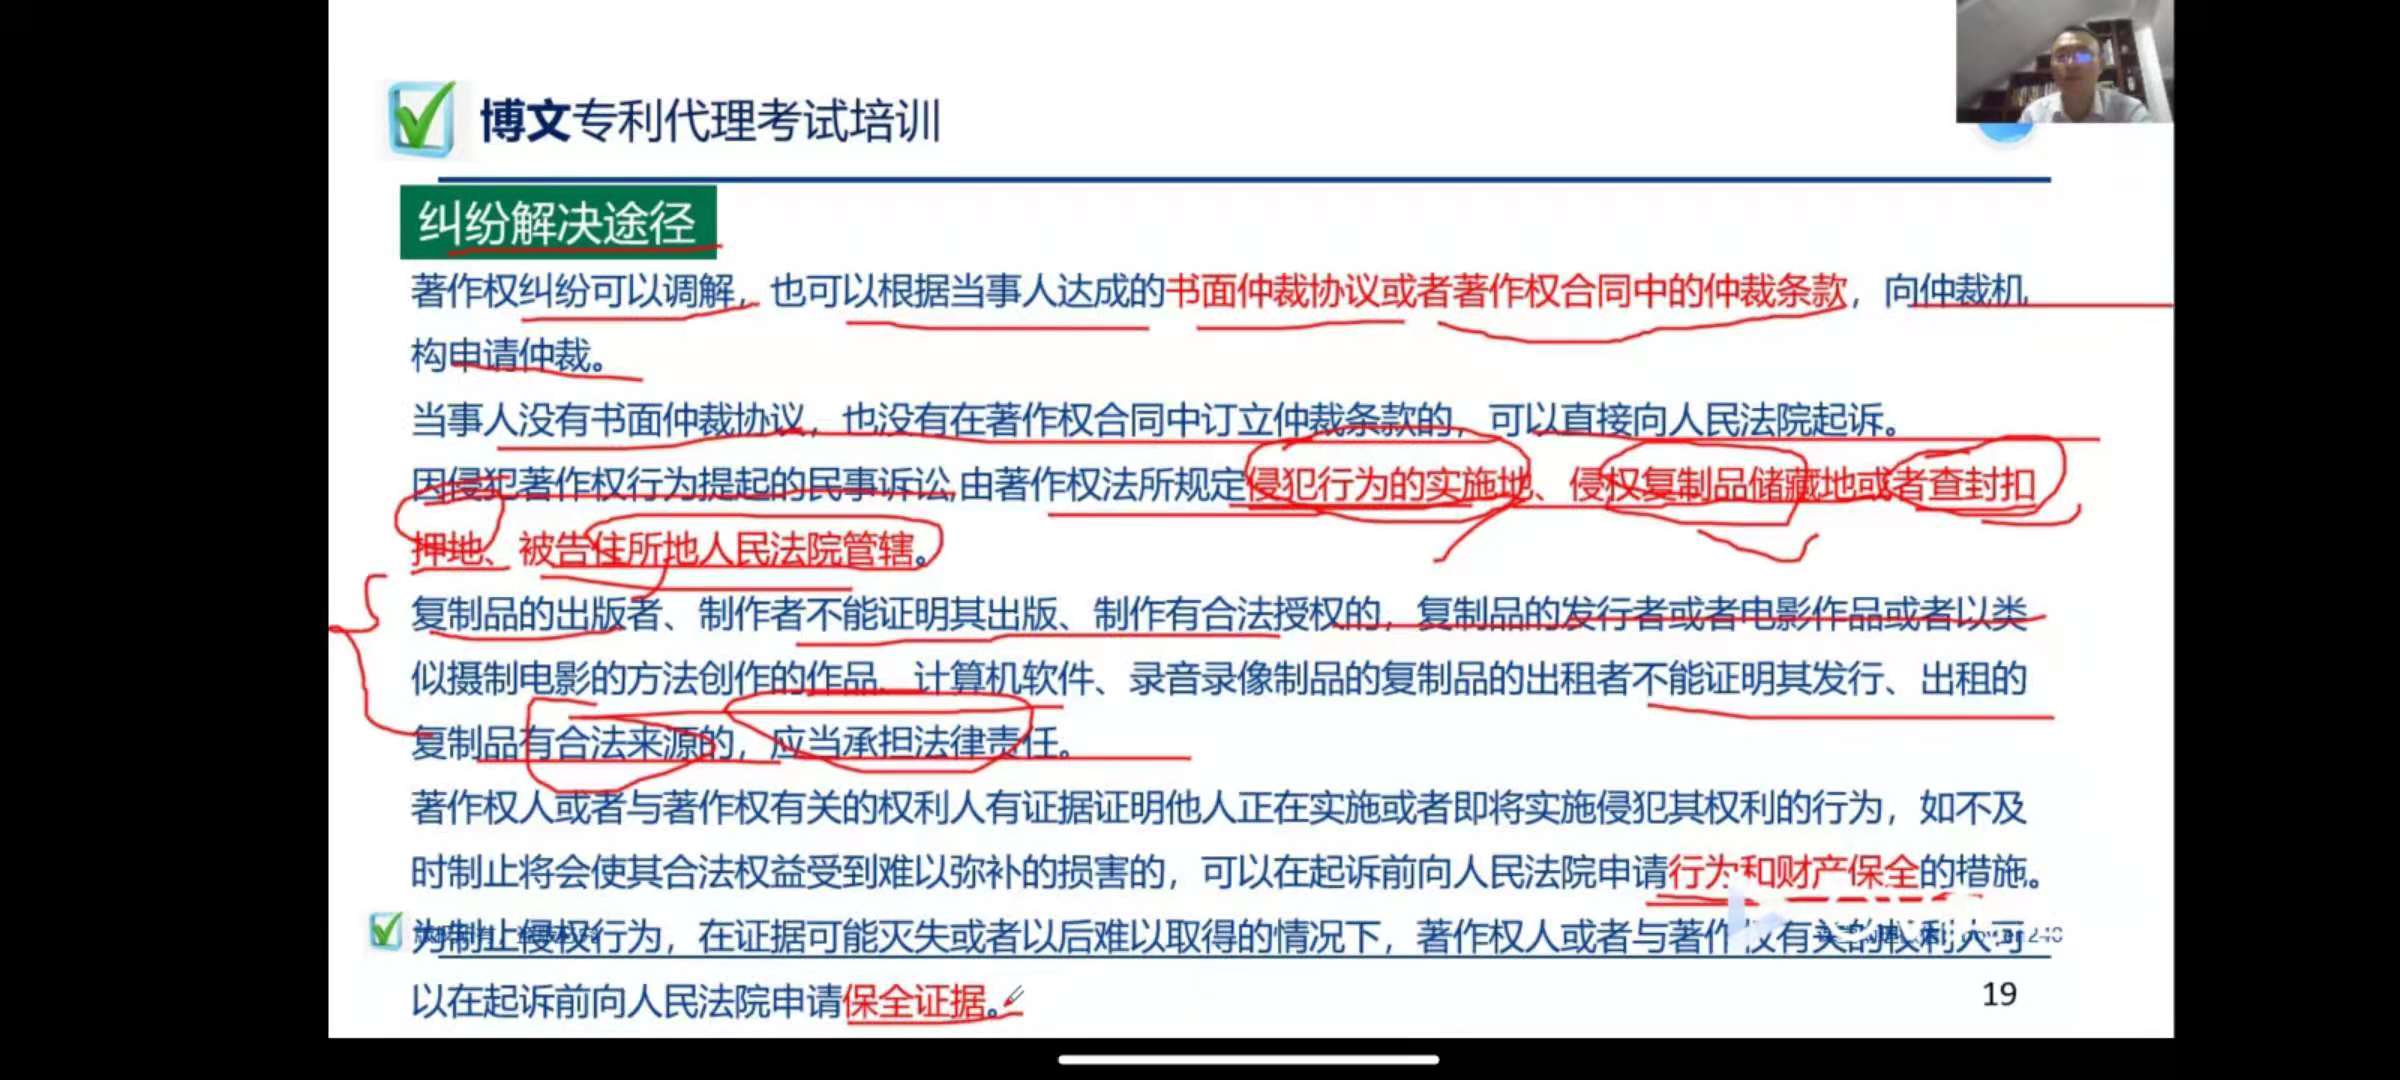 博文专利代理考试培训
纠纷解决途径
著作权纠纷可以调解，也可以根据当事人达成的书面仲裁协议或者著作权合同中的仲裁条款，向仲裁机
构申请仲裁。
当事人没有书面仲裁协议，也没有在著作权合同中订立仲裁条款的，可以直接向人民法院起诉。
因侵犯著作权行为提起的民事诉讼,由著作权法所规定侵犯行为的实施地、侵权复制品储藏地或者查封扣
押地、被告住所地人民法院管辖。
复制品的出版者、制作者不能证明其出版、制作有合法授权的，复制品的发行者或者电影作品或者以类
似摄制电影的方法创作的作品、计算机软件、录音录像制品的复制品的出租者不能证明其发行、出租的
复制品有合法来源的，应当承担法律责任。
著作权人或者与著作权有关的权利人有证据证明他人正在实施或者即将实施侵犯其权利的行为，如不及
时制止将会使其合法权益受到难以弥补的损害的，可以在起诉前向人民法院申请行为和财产保全的措施。
为制止侵权行为，在证据可能灭失或者以后难以取得的情况下，著作权人或者与著作权有关的权利人可
以在起诉前向人民法院申请保全证据。
19